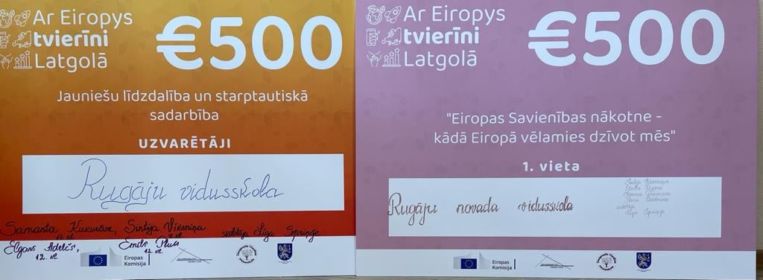 Ar Eiropys
tvierīni
Latgolā
€500
Jauniešu līdzdalība un starptautiskā
sadarbība
UZVARĒTĀJI
Rugāju vidusskola
Eiropas
Komisija
Ar Eiropys
tvierīni
Latgolā
€500
"Eiropas Savienības nākotne -
kādā Eiropā vēlamies dzīvot mēs"
1. vieta
Rugāju novada vidusskola
Eiropas
Komisija